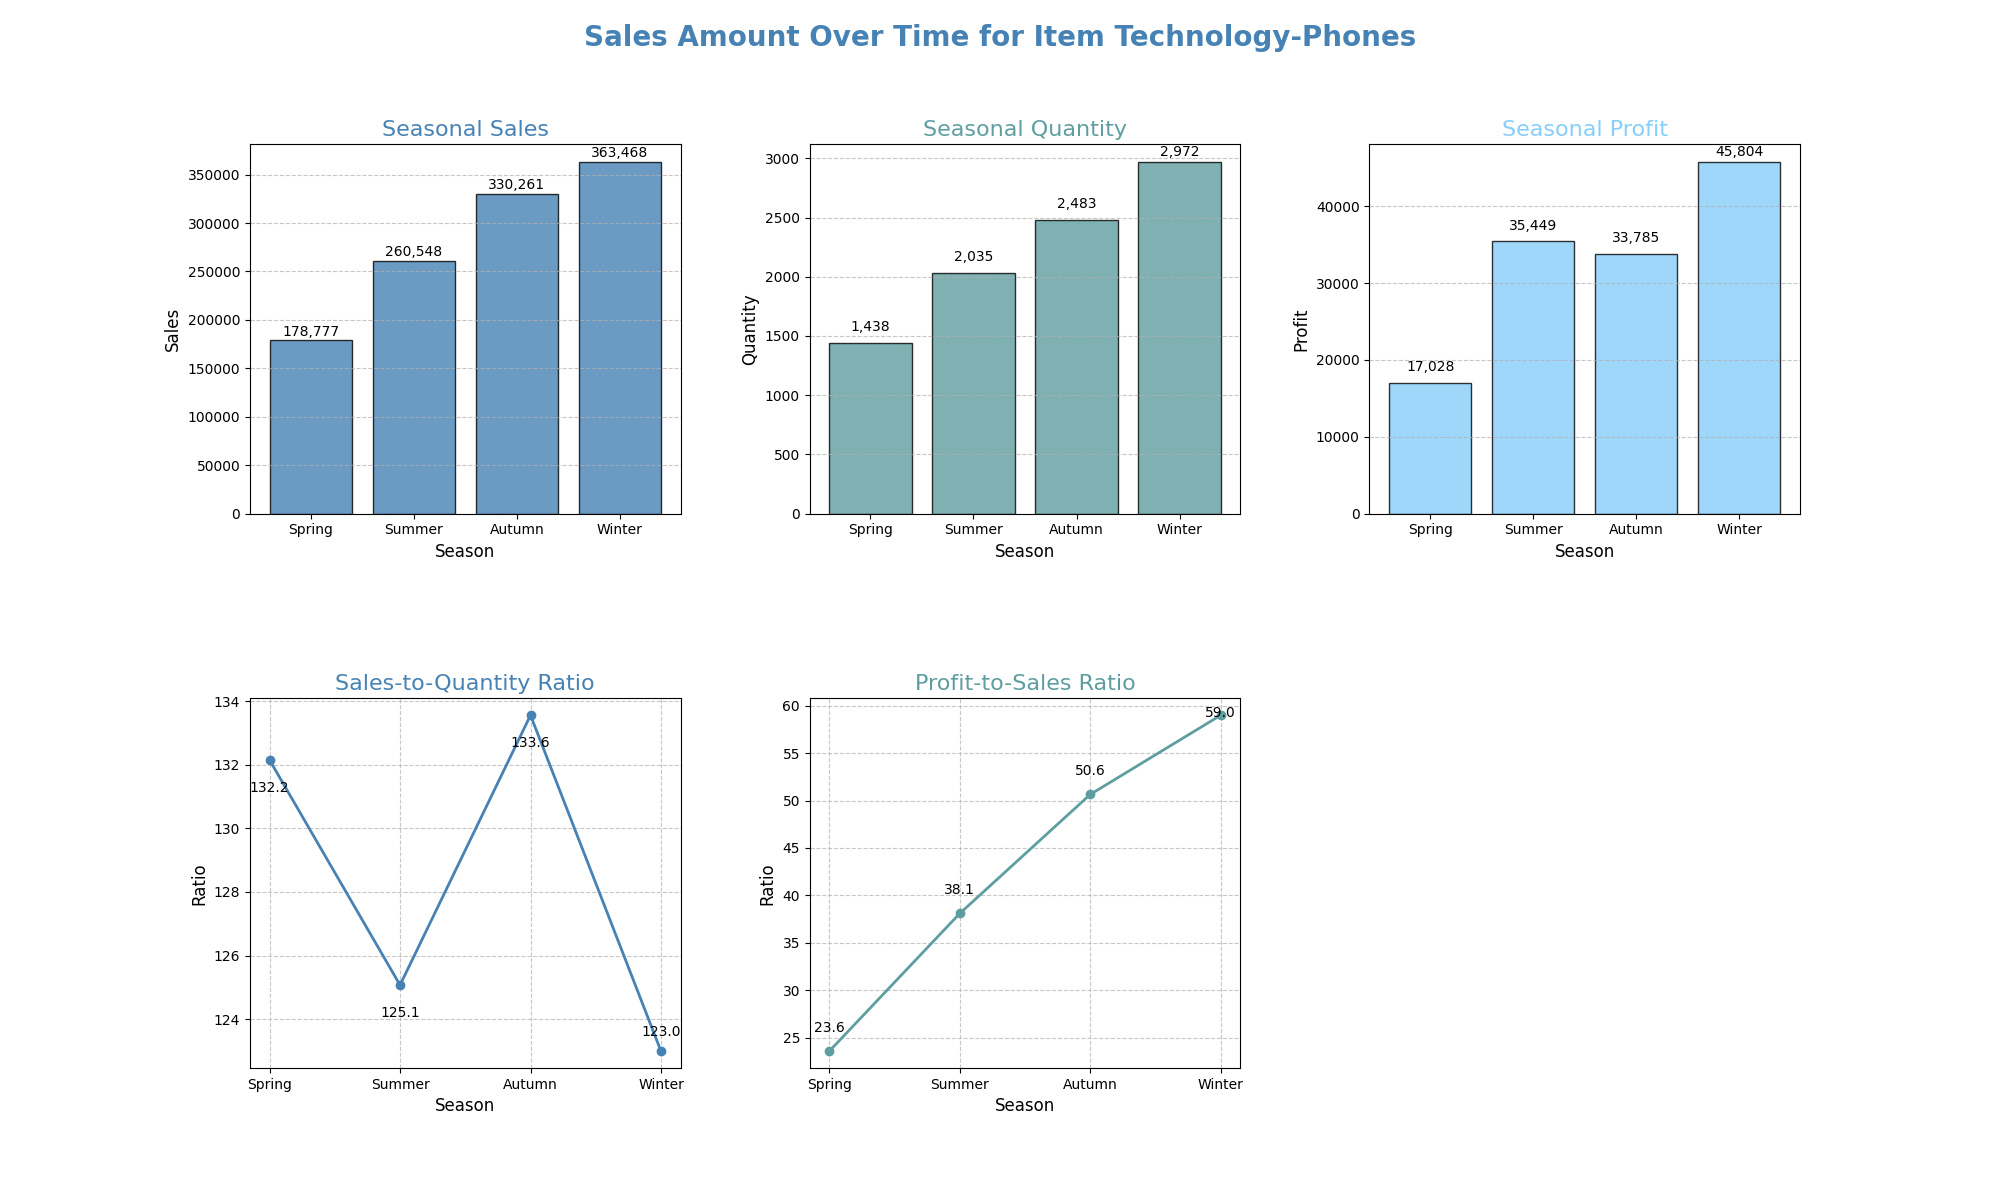 Sales Amount Over Time for Item Technology-Phones
Seasonal Sales
363,468
330,261
260,548
178,777
350000
300000
250000
200000
150000
100000
50000
0
Sales
Spring Summer Autumn Winter
Season
Seasonal Quantity
2,972
2,483
2,035
1,438
3000
2500
2000
1500
1000
500
0
Quantity
Spring Summer Autumn Winter
Season
Seasonal Profit
45,804
35,449
33,785
17,028
40000
30000
20000
10000
0
Profit
Spring Summer Autumn Winter
Season
Sales-to-Quantity Ratio
134
132
130
128
126
124
133.6
132.2
125.1
123.0
Ratio
Spring Summer Autumn Winter
Season
Profit-to-Sales Ratio
60
55
50
45
40
35
30
25
59.0
50.6
38.1
23.6
Ratio
Spring Summer Autumn Winter
Season